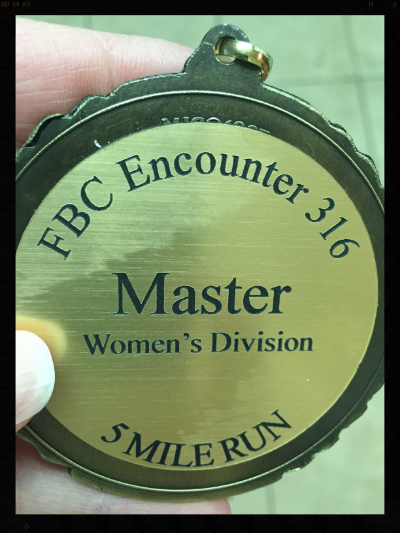 FBC Encounter 316
Master
Women's Division
5 MILE RUN